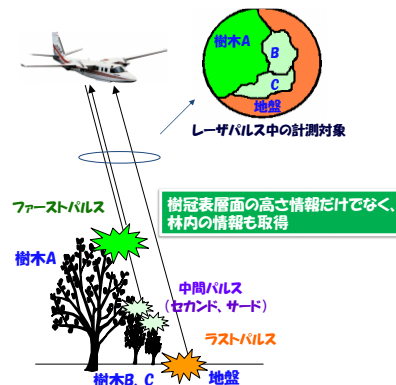 樹木A
B
C
地盤
レーザパルス中の計測対象
ファーストパルス
樹冠表層面の高さ情報だけでなく、
林内の情報も取得
樹木A
中間パルス
（セカンド、サード）
ラストパルス
樹木B、C
地盤